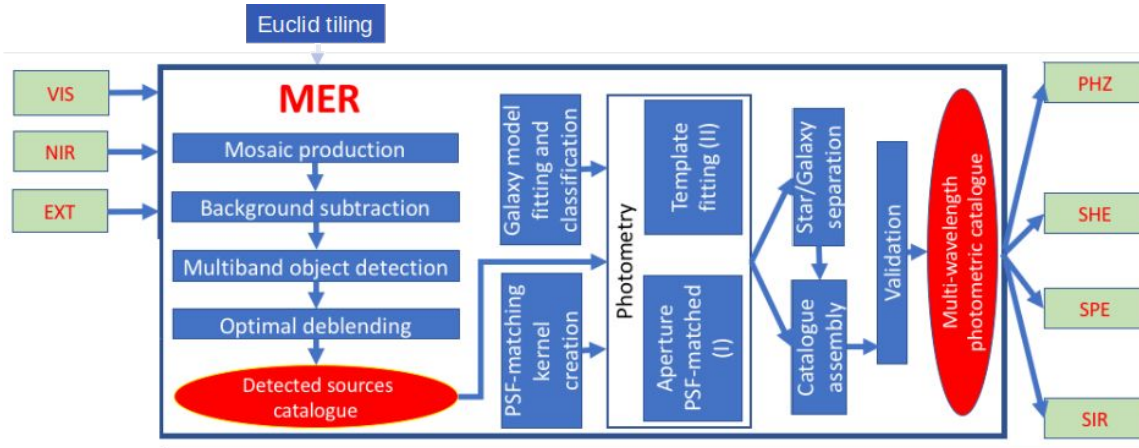 Euclid tiling
VIS
NIR
EXT
MER
Mosaic production
Background subtraction
Multiband object detection
Optimal deblending
Detected sources
catalogue
Galaxy model
fitting and
classification
PSF-matching
kernel
creation
Photometry
Template
fitting (II)
Aperture
PSF-matched
(I)
Star/Galaxy
separation
Catalogue
assembly
Validation
Multi-wavelength
photometric catalogue
PHZ
SHE
SPE
SIR